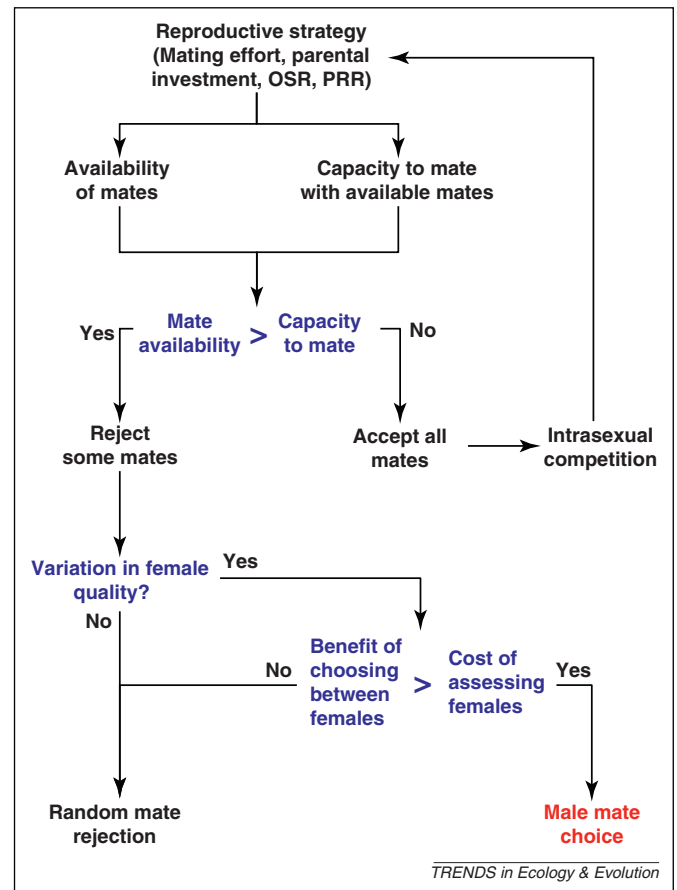 Reproductive strategy
(Mating effort, parental
investment, OSR, PRR)
Availability
of mates
Capacity to mate
with available mates
Yes
Mate
availability
>
Capacity
to mate
No
Reject
some mates
Accept all
mates
Intrasexual
competition
Variation in female
quality?
Yes
No
No
Benefit of
choosing
between
females
>
Cost of
assessing
females
Yes
Random mate
rejection
Male mate
choice
TRENDS in Ecology & Evolution